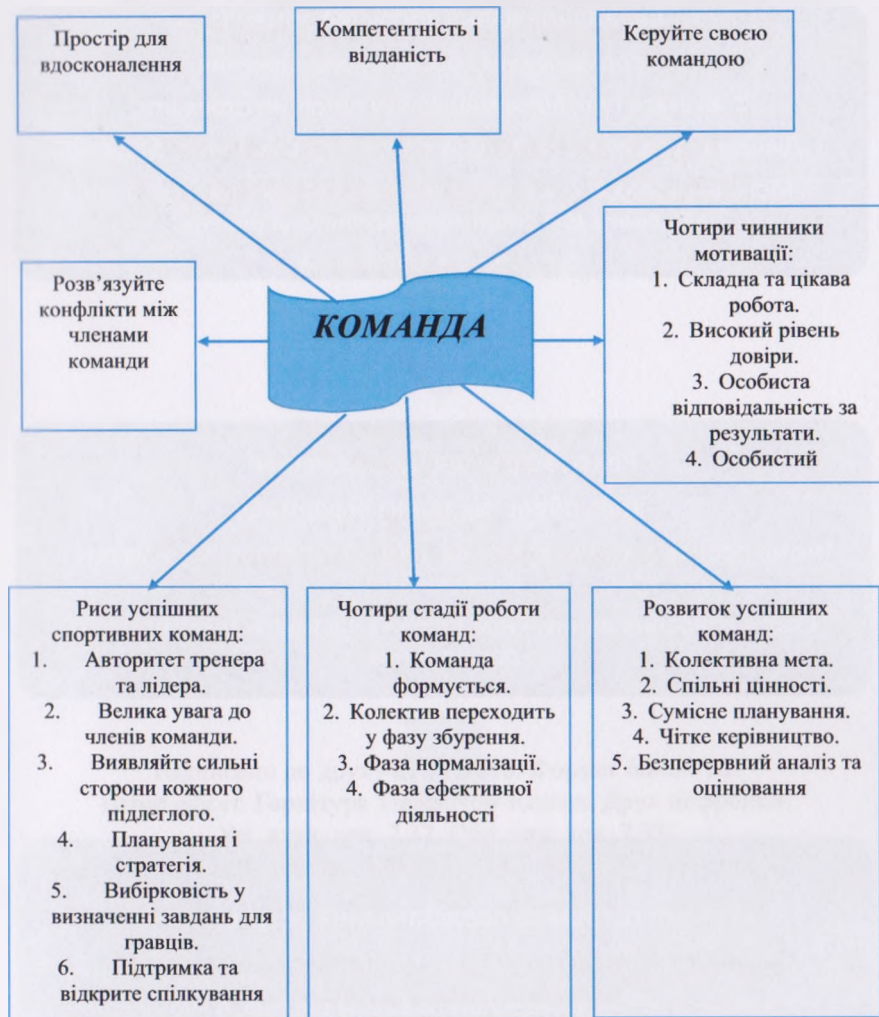 Простір для
вдосконалення
Компетентність і
відданість
Керуйте своєю
командою
Розв’язуйте
конфлікти між
членами
команди
КОМАНДА
Чотири чинники
мотивації:
1. Складна та цікава
робота.
2. Високий рівень
довіри.
3. Особиста
відповідальність за
результати.
4. Особистий
Риси успішних
спортивних команд:
1. Авторитет тренера
та лідера.
2. Велика увага до
членів команди.
3. Виявляйте сильні
сторони кожного
підлеглого.
4. Планування і
стратегія.
5. Вибірковість у
визначенні завдань для
гравців.
6. Підтримка та
відкрите спілкування
Чотири стадії роботи
команд:
1. Команда
формується.
2. Колектив переходить
у фазу збурення.
3. Фаза нормалізації.
4. Фаза ефективної
діяльності
Розвиток успішних
команд:
1. Колективна мета.
2. Спільні цінності.
3. Сумісне планування.
4. Чітке керівництво.
5. Безперервний аналіз та
оцінювання